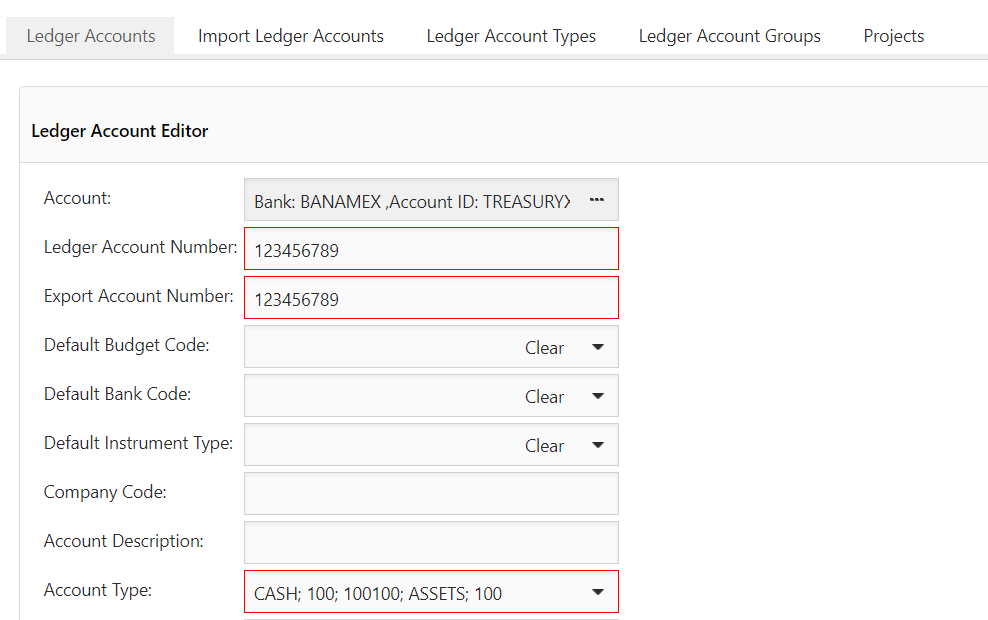 Ledger Accounts Import Ledger Accounts Ledger Account Types Ledger Account Groups Projects
Ledger Account Editor
Account: Bank: BANAMEX ,Account ID: TREASURYX ...
Ledger Account Number: 123456789
Export Account Number: 123456789
Default Budget Code: Clear
Default Bank Code: Clear
Default Instrument Type: Clear
Company Code:
Account Description:
Account Type: CASH; 100; 100100; ASSETS; 100